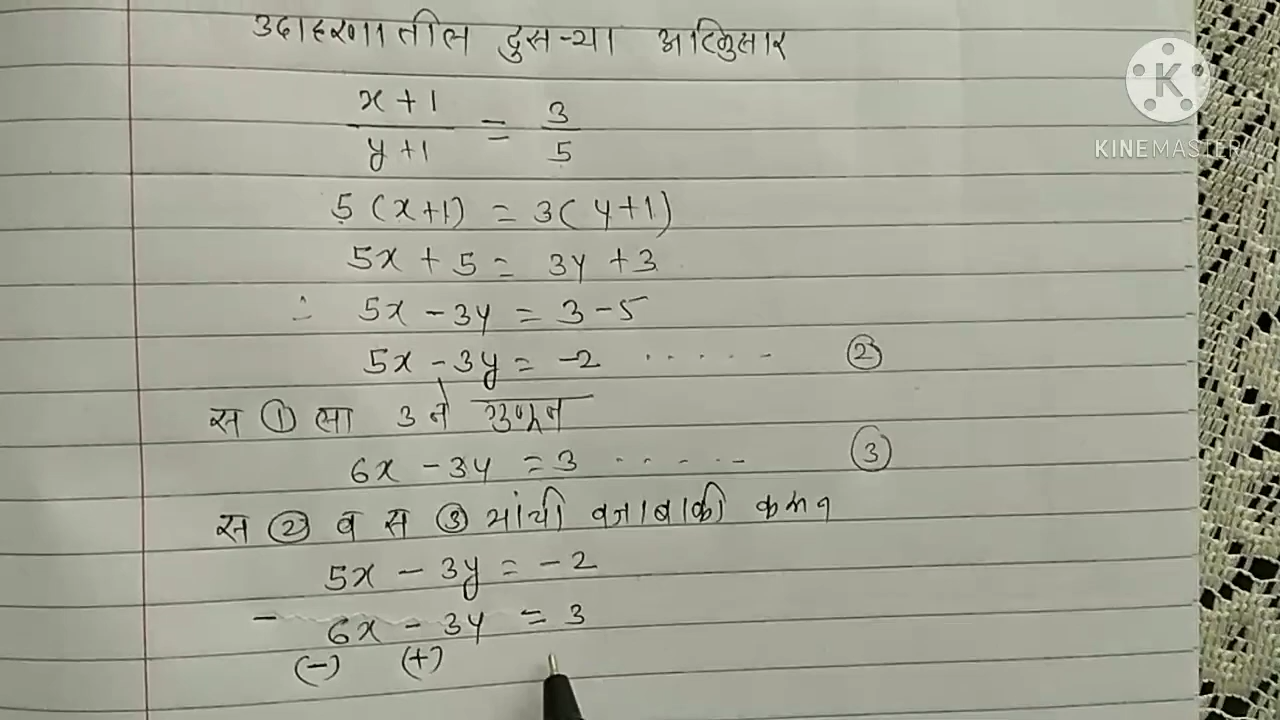 उदाहरणातील दुसऱ्या अटिनुसार
x + 1 / y + 1 = 3 / 5
5 (x+1) = 3( y+1)
5x + 5 = 3y + 3
∴ 5x - 3y = 3 - 5
5x - 3y = -2 ...... ②
स ① ला 3 ने गुणून
6x - 3y = 3 ...... ③
स ② व स ③ यांची वजाबाकी करून
5x - 3y = -2
- 6x - 3y = 3
(-) (+)
K
KINEMASTER